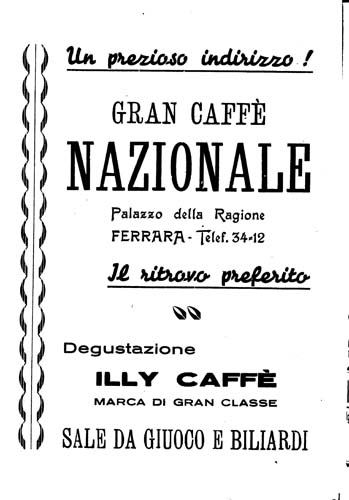 Un prezioso indirizzo!
GRAN CAFFÈ
NAZIONALE
Palazzo della Ragione
FERRARA - Telef. 34-12
Il ritrovo preferito
Degustazione
ILLY CAFFÈ
MARCA DI GRAN CLASSE
SALE DA GIUOCO E BILIARDI